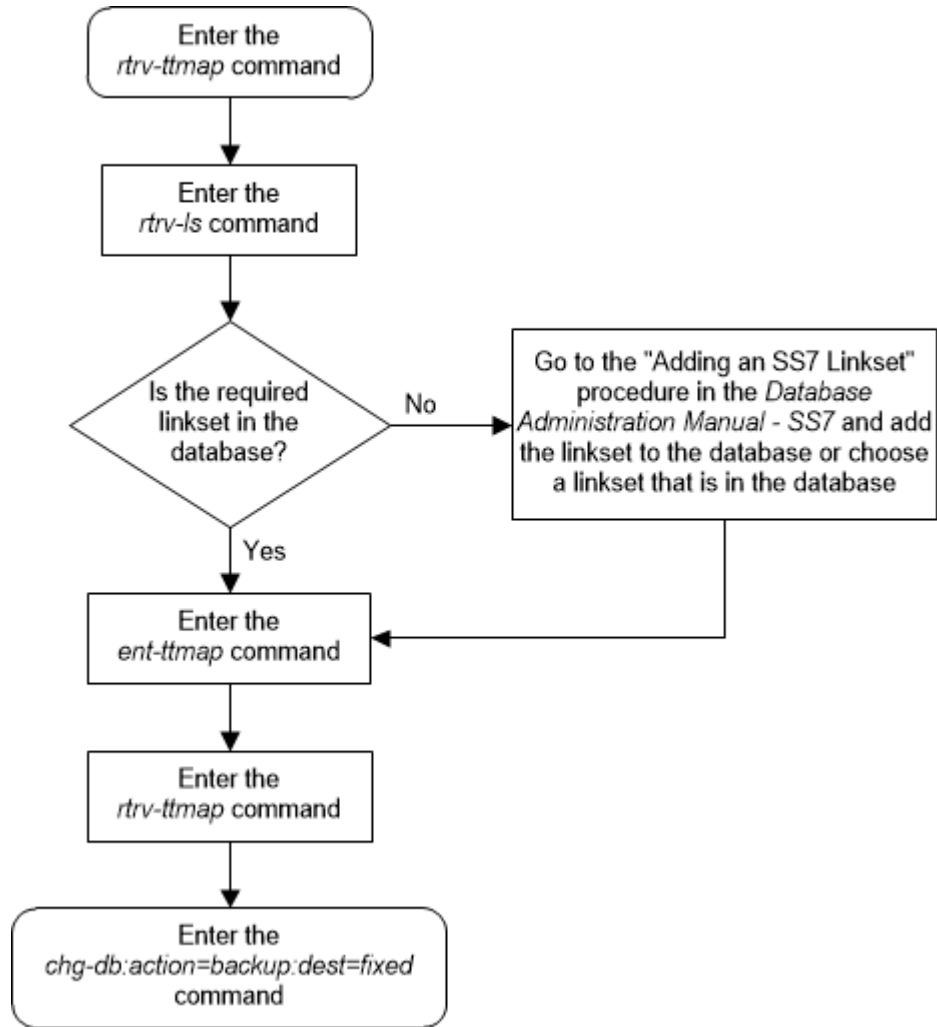 Enter the
rtrv-ttmap command
Enter the
rtrv-ls command
Is the required
linkset in the
database?
No
Go to the "Adding an SS7 Linkset"
procedure in the Database
Administration Manual - SS7 and add
the linkset to the database or choose
a linkset that is in the database
Yes
Enter the
ent-ttmap command
Enter the
rtrv-ttmap command
Enter the
chg-db:action=backup:dest=fixed
command